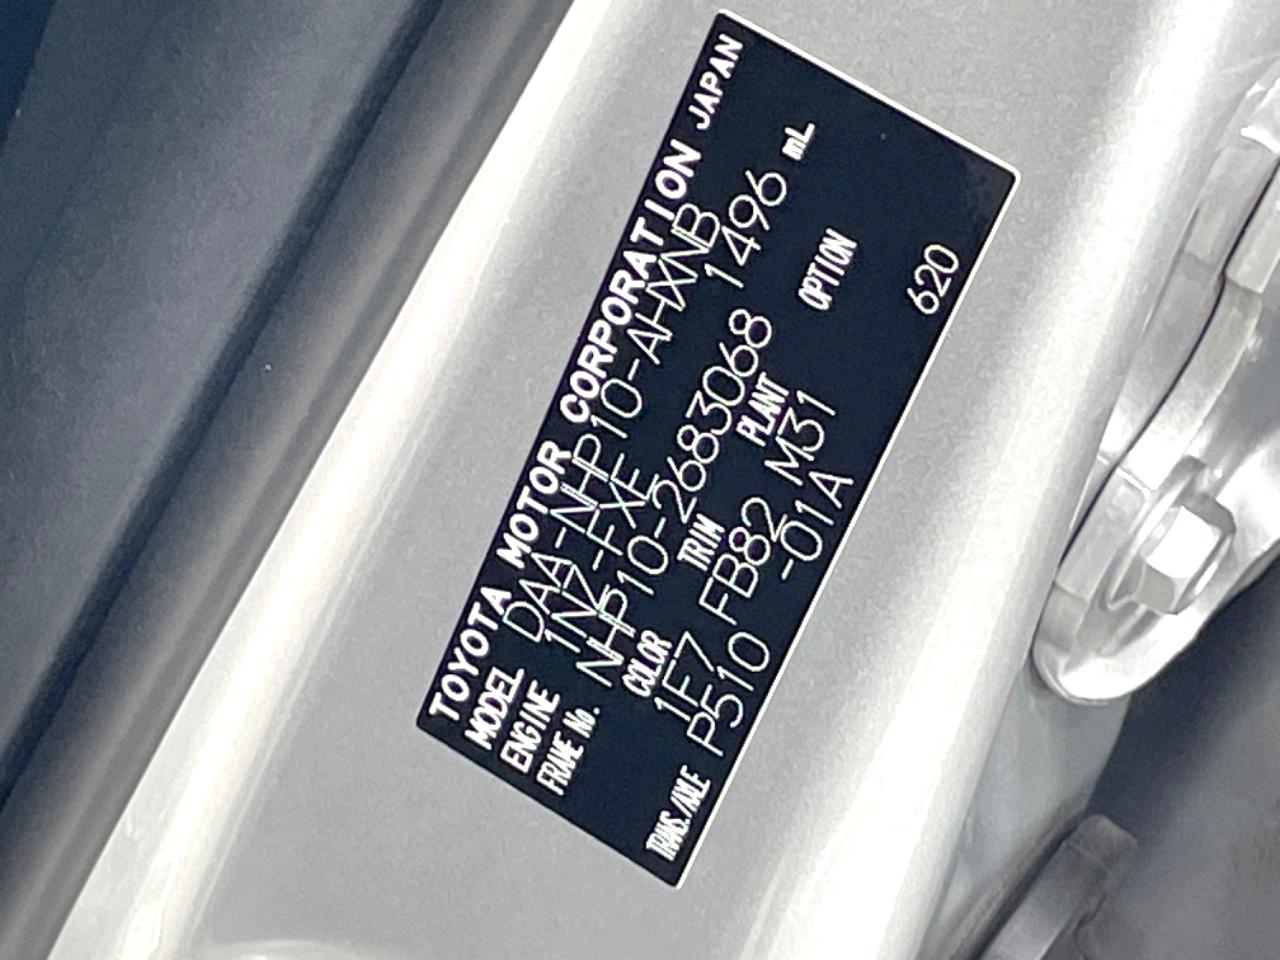 TOYOTA MOTOR CORPORATION JAPAN
MODEL DAA-NHP10-AHXNB
ENGINE 1NZ-FXE 1496 mL
FRAME No. NHP10-2683068
COLOR TRIM PLANT OPTION
1F7 FB82 M31
TRANS./AXLE P510 -01A 620